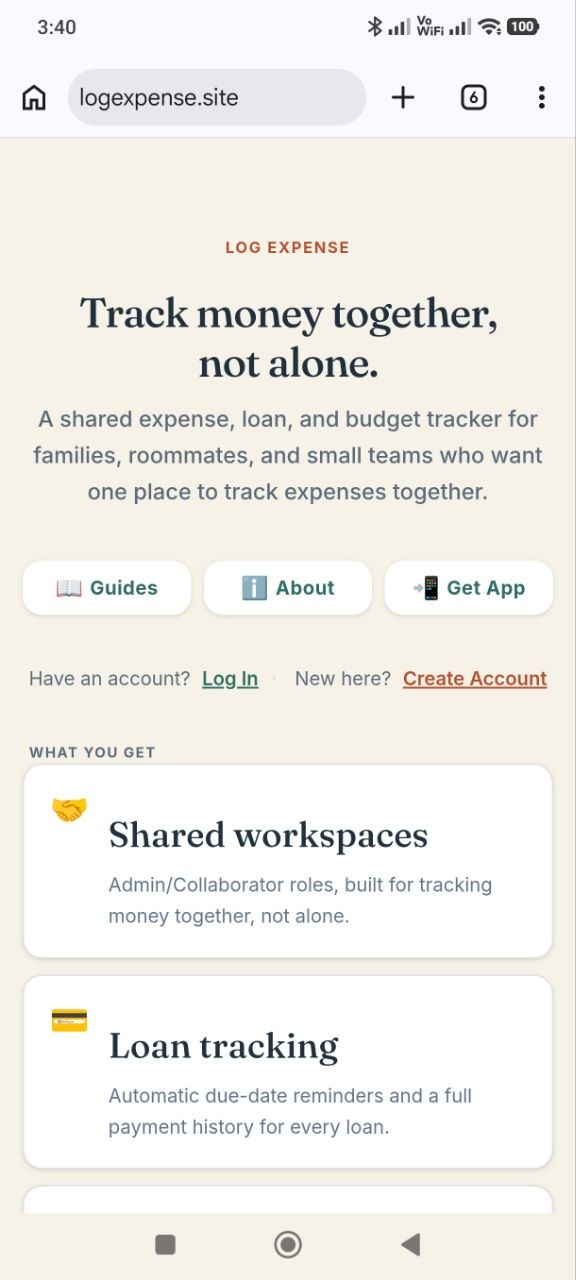 3:40
Vo
WiFi
100
logexpense.site
6
LOG EXPENSE
Track money together,
not alone.
A shared expense, loan, and budget tracker for
families, roommates, and small teams who want
one place to track expenses together.
Guides
About
Get App
Have an account? Log In · New here? Create Account
WHAT YOU GET
Shared workspaces
Admin/Collaborator roles, built for tracking
money together, not alone.
Loan tracking
Automatic due-date reminders and a full
payment history for every loan.